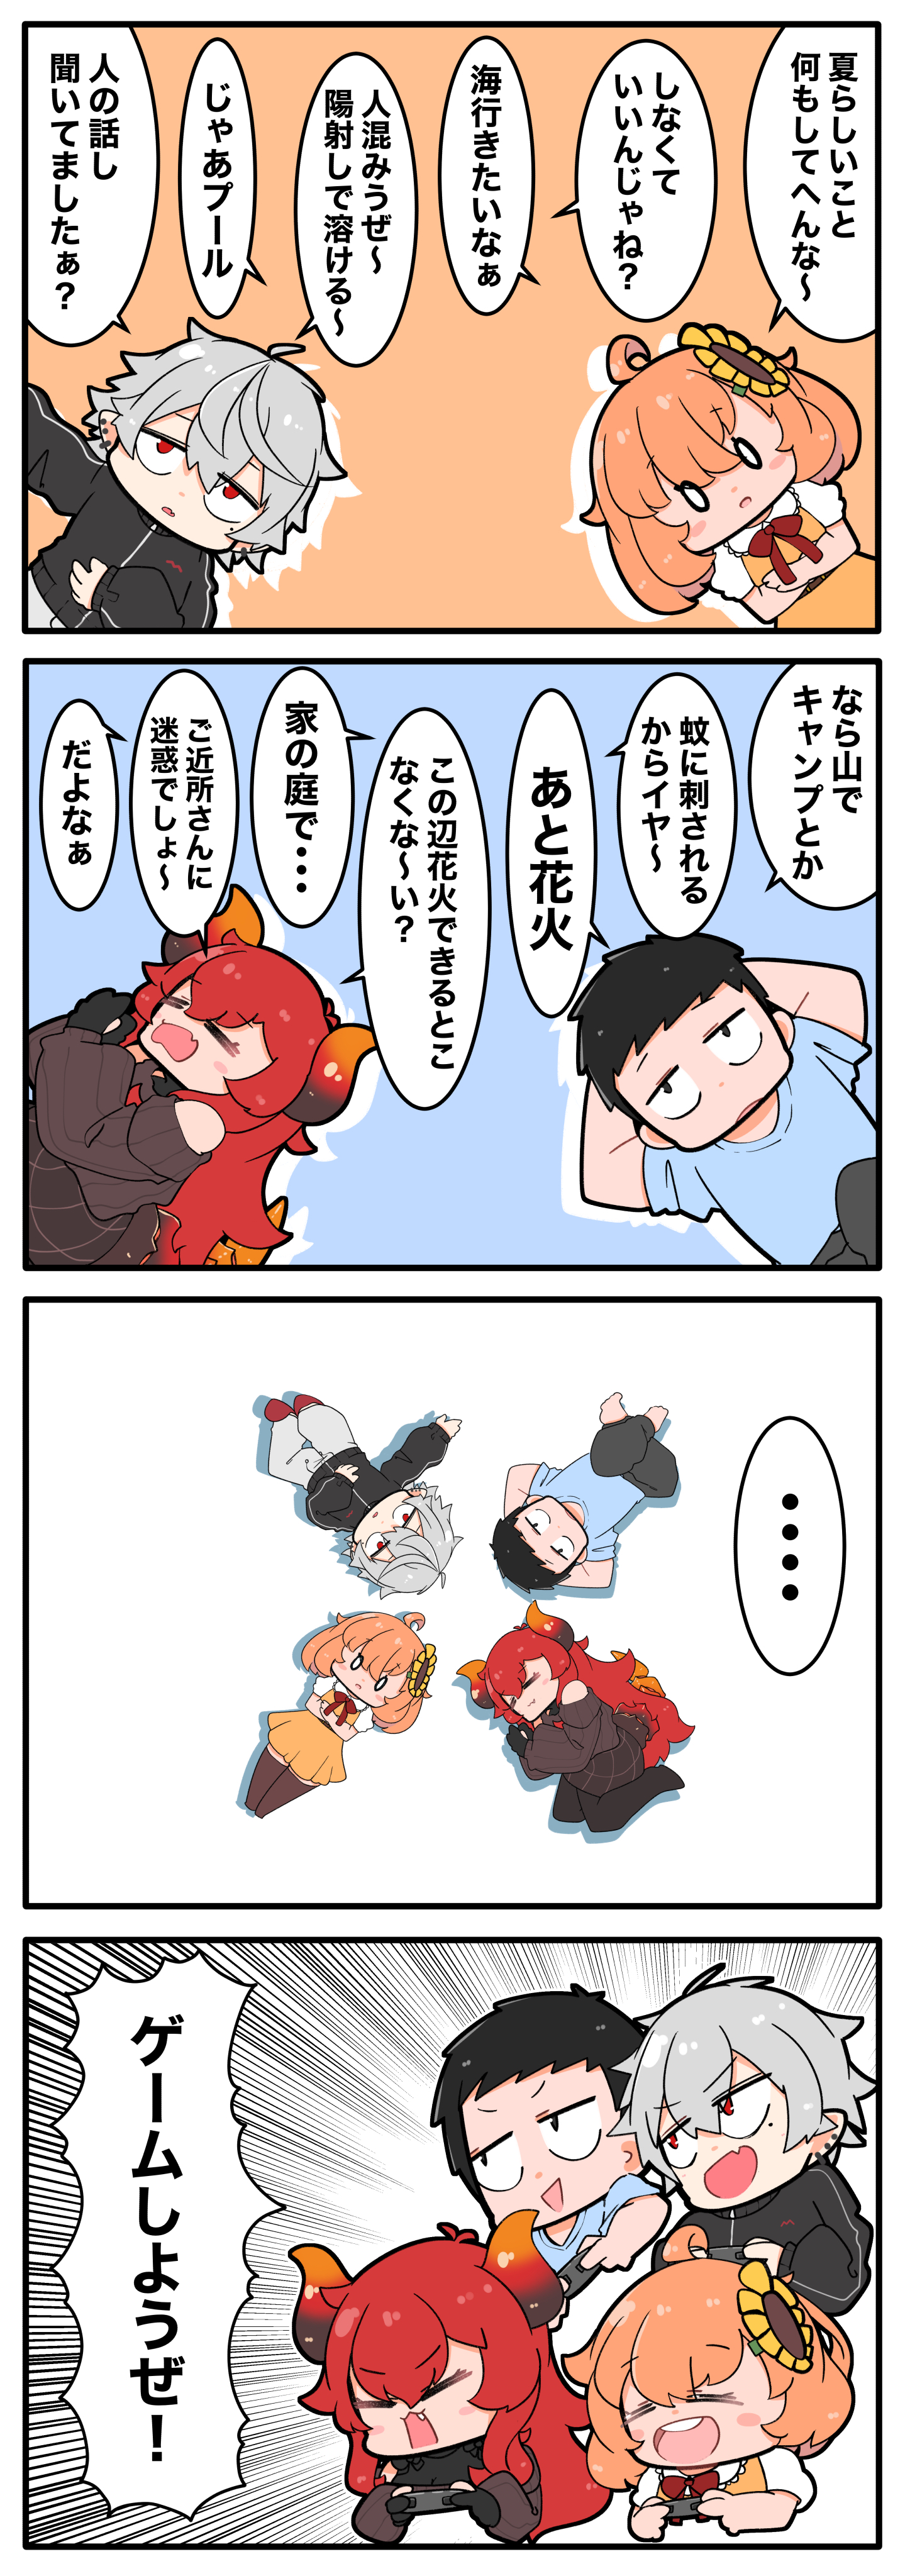 夏らしいこと
何もしてへんな～
しなくて
いいんじゃね？
海行きたいなぁ
人混みうぜ～
陽射しで溶ける～
じゃあプール
人の話し
聞いてましたぁ？
なら山で
キャンプとか
蚊に刺される
からイヤ～
あと花火
この辺花火できるとこ
なくな～い？
家の庭で・・・
ご近所さんに
迷惑でしょ～
だよなぁ
・・・・
ゲームしようぜ！